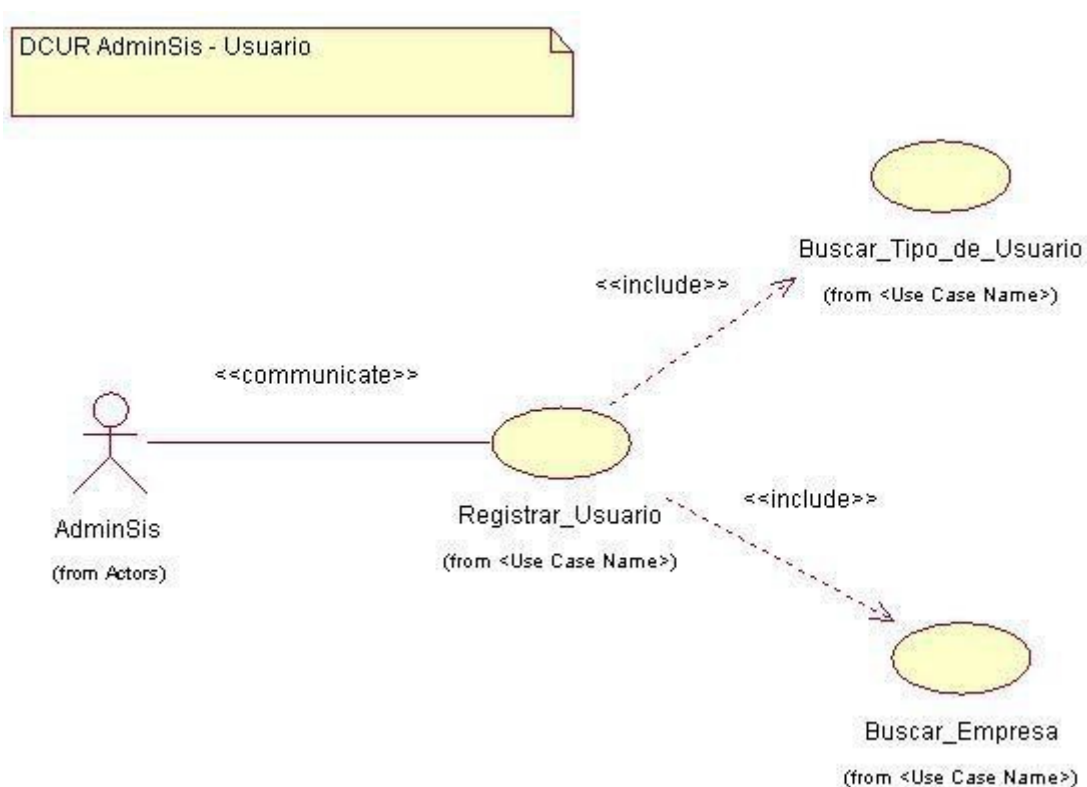 DCUR AdminSis - Usuario
Buscar_Tipo_de_Usuario
(from <Use Case Name>)
<<include>>
<<communicate>>
AdminSis
(from Actors)
Registrar_Usuario
(from <Use Case Name>)
<<include>>
Buscar_Empresa
(from <Use Case Name>)